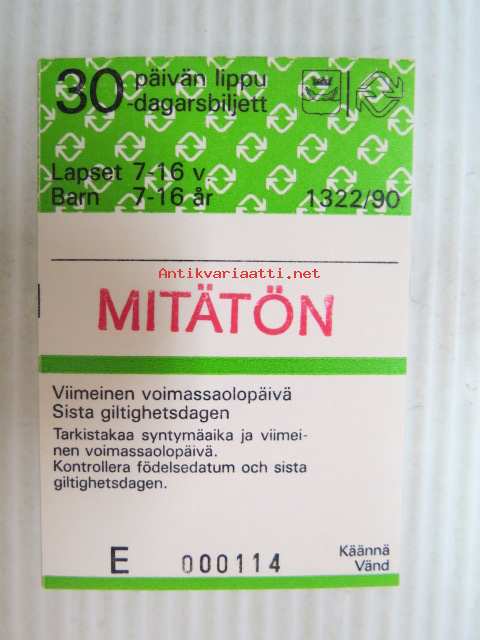 30 päivän lippu
-dagarsbiljett
Lapset 7-16 v
Barn 7-16 år
1322/90
Antikvariaatti.net
MITÄTÖN
Viimeinen voimassaolopäivä
Sista giltighetsdagen
Tarkistakaa syntymäaika ja viimei-
nen voimassaolopäivä.
Kontrollera födelsedatum och sista
giltighetsdagen.
E 000114
Käännä
Vänd